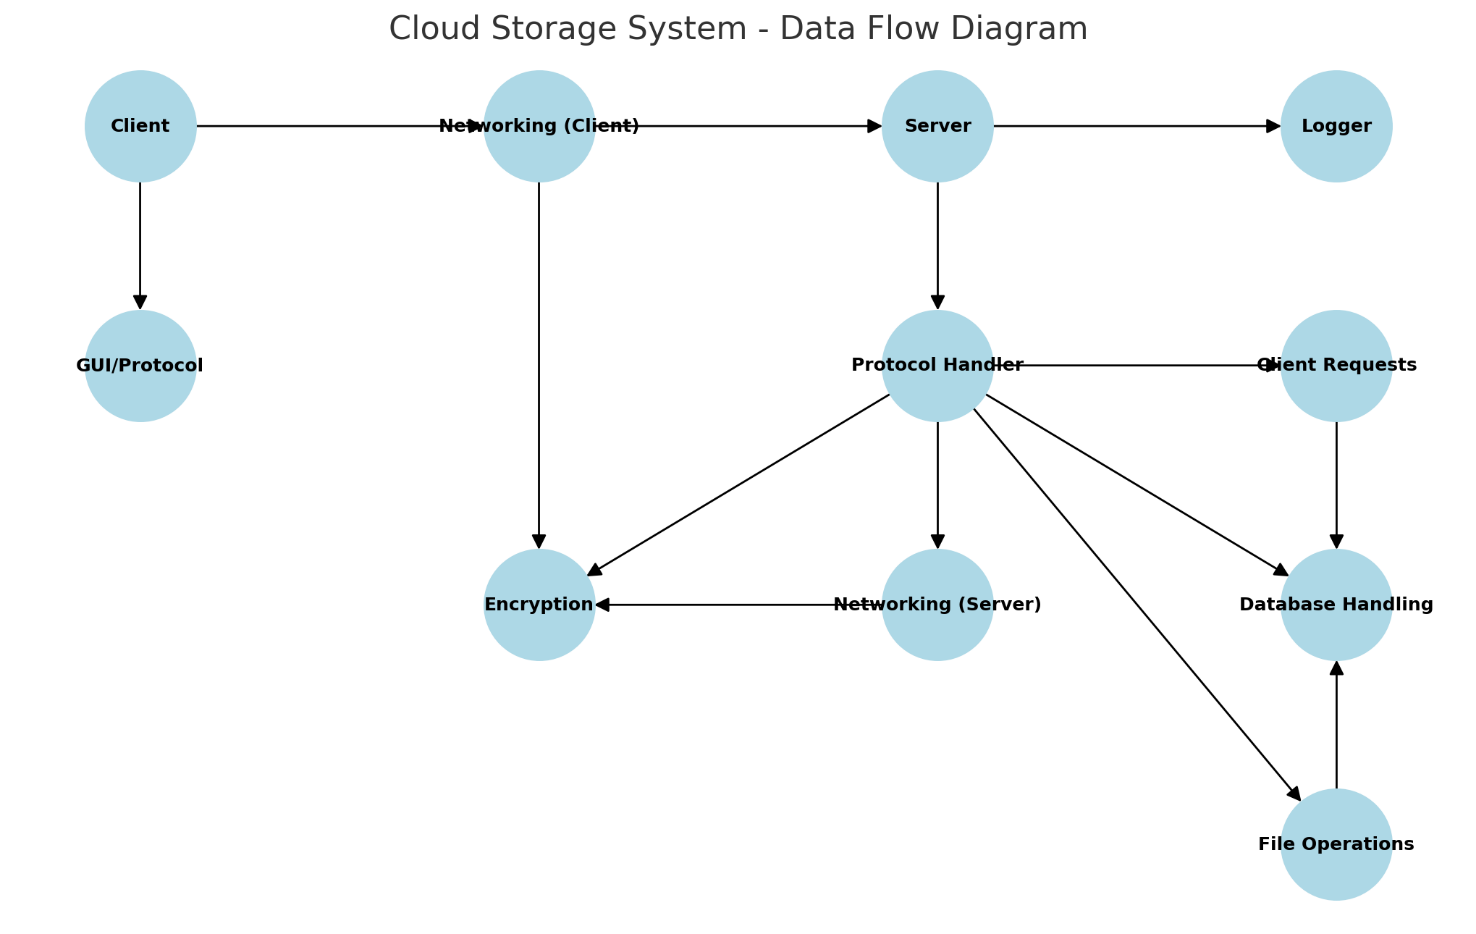 Cloud Storage System - Data Flow Diagram
Client
Networking (Client)
Server
Logger
GUI/Protocol
Protocol Handler
Client Requests
Encryption
Networking (Server)
Database Handling
File Operations